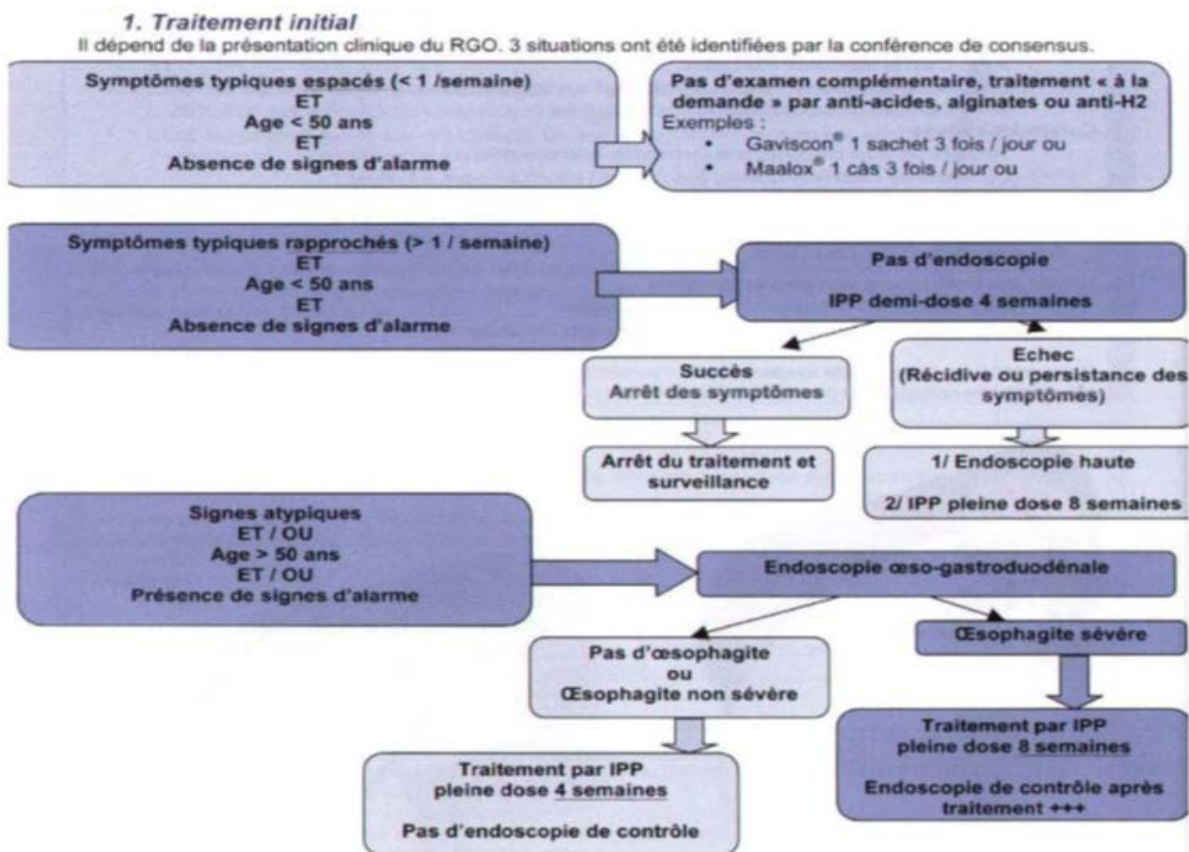 1. Traitement initial
Il dépend de la présentation clinique du RGO. 3 situations ont été identifiées par la conférence de consensus.
Symptômes typiques espacés (< 1 /semaine)
ET
Age < 50 ans
ET
Absence de signes d'alarme
Pas d'examen complémentaire, traitement « à la
demande » par anti-acides, alginates ou anti-H2
Exemples :
• Gaviscon® 1 sachet 3 fois / jour ou
• Maalox® 1 càs 3 fois / jour ou
Symptômes typiques rapprochés (> 1 / semaine)
ET
Age < 50 ans
ET
Absence de signes d'alarme
Pas d'endoscopie
IPP demi-dose 4 semaines
Succès
Arrêt des symptômes
Echec
(Récidive ou persistance des
symptômes)
Arrêt du traitement et
surveillance
1/ Endoscopie haute
2/ IPP pleine dose 8 semaines
Signes atypiques
ET / OU
Age > 50 ans
ET / OU
Présence de signes d'alarme
Endoscopie œso-gastroduodénale
Pas d'œsophagite
ou
Œsophagite non sévère
Œsophagite sévère
Traitement par IPP
pleine dose 4 semaines
Pas d'endoscopie de contrôle
Traitement par IPP
pleine dose 8 semaines
Endoscopie de contrôle après
traitement +++